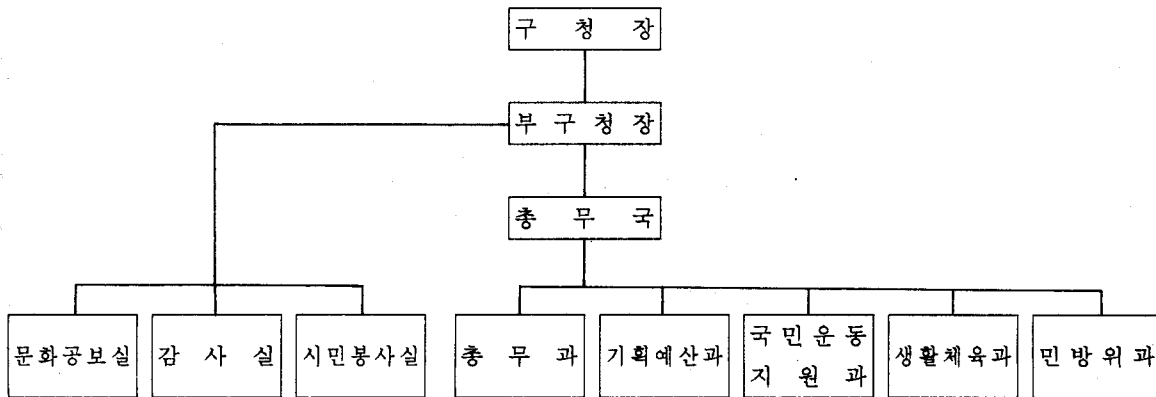 구 청 장
부 구 청 장
총 무 국
문화공보실
감 사 실
시민봉사실
총 무 과
기획예산과
국 민 운 동
지 원 과
생활체육과
민 방 위 과